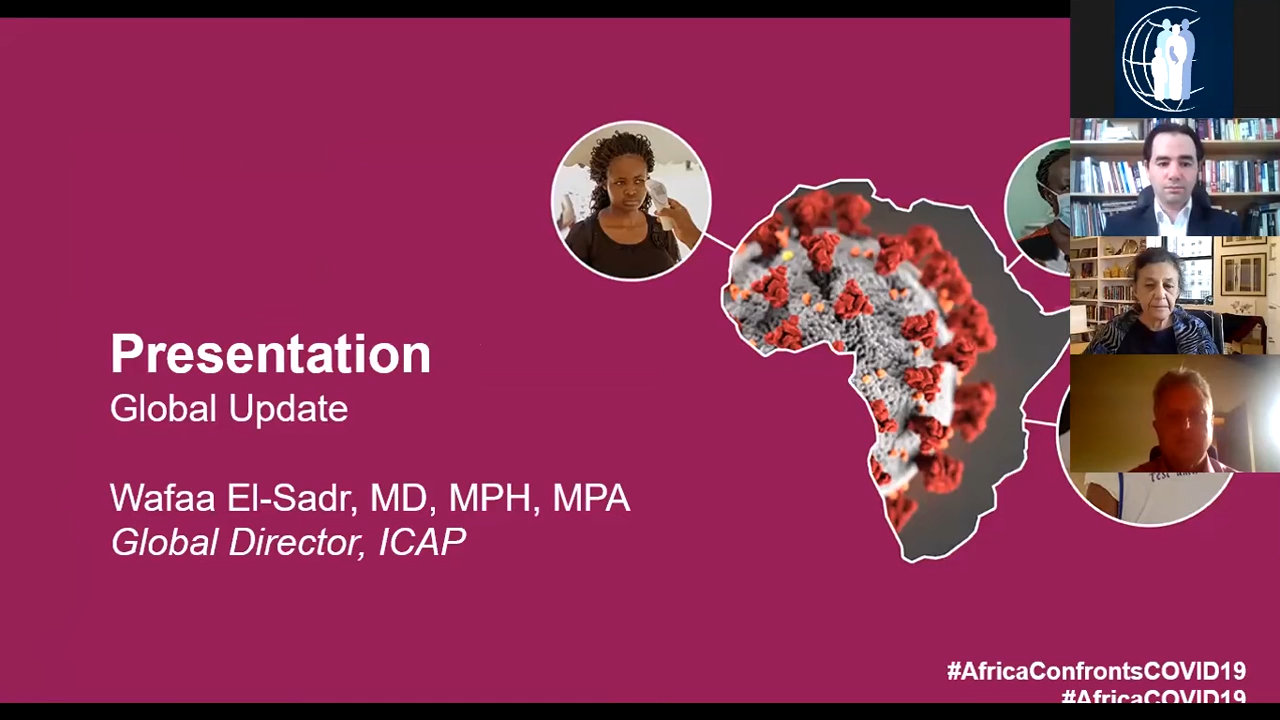 Presentation
Global Update
Wafaa El-Sadr, MD, MPH, MPA
Global Director, ICAP
#AfricaConfrontsCOVID19
#AfricaCOVID19